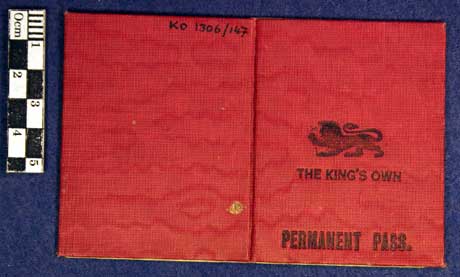 KO 1306/147
0cm
1
2
3
4
5
THE KING'S OWN
PERMANENT PASS.